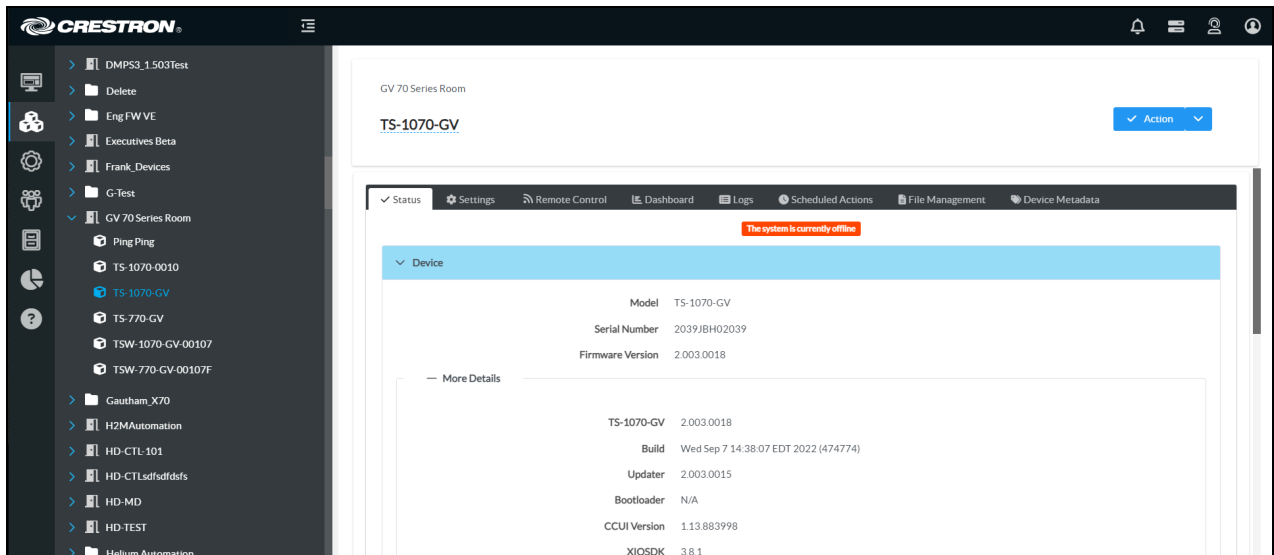 CRESTRON®
DMPS3_1.503Test
Delete
Eng FW VE
Executives Beta
Frank_Devices
G-Test
GV 70 Series Room
Ping Ping
TS-1070-0010
TS-1070-GV
TS-770-GV
TSW-1070-GV-00107
TSW-770-GV-00107F
Gautham_X70
H2MAutomation
HD-CTL-101
HD-CTLsdfsdfdsfs
HD-MD
HD-TEST
Helium Automation
GV 70 Series Room
TS-1070-GV
Action
Status Settings Remote Control Dashboard Logs Scheduled Actions File Management Device Metadata
The system is currently offline
Device
Model TS-1070-GV
Serial Number 2039JBH02039
Firmware Version 2.003.0018
More Details
TS-1070-GV 2.003.0018
Build Wed Sep 7 14:38:07 EDT 2022 (474774)
Updater 2.003.0015
Bootloader N/A
CCUI Version 1.13.883998
XIOSDK 3.8.1